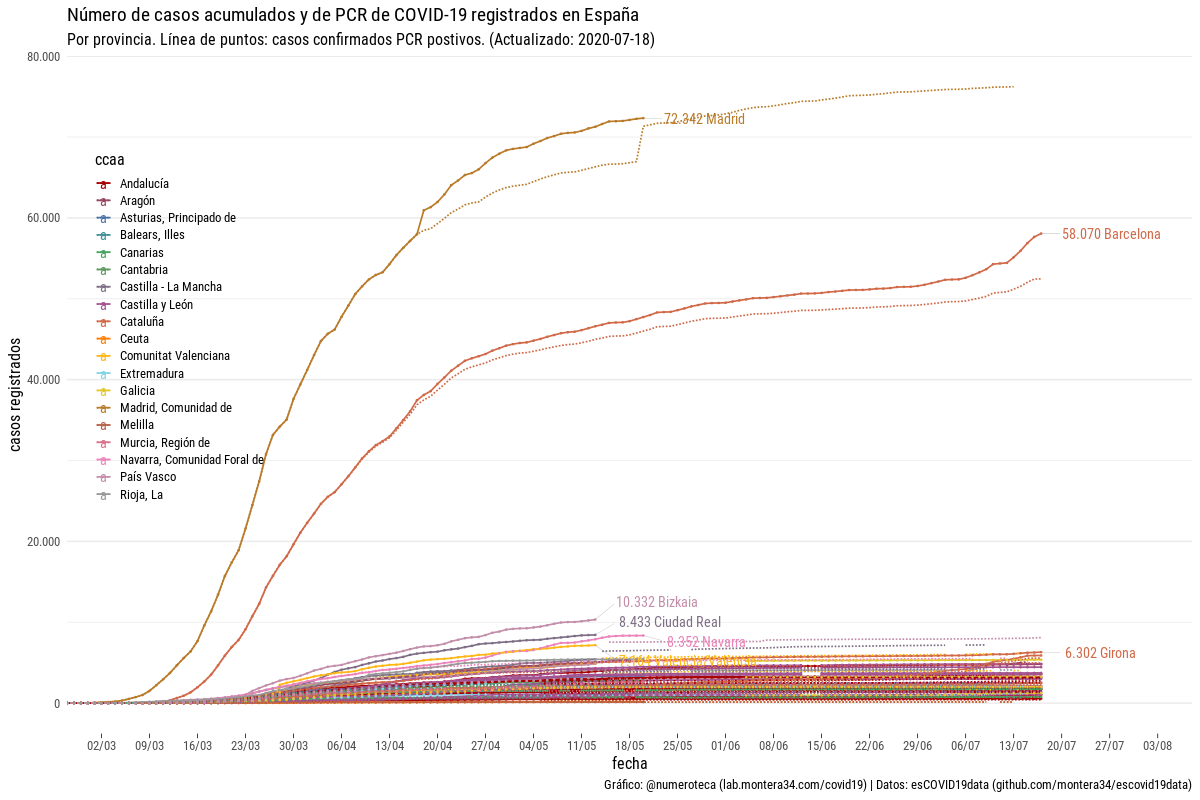 Número de casos acumulados y de PCR de COVID-19 registrados en España
Por provincia. Línea de puntos: casos confirmados PCR postivos. (Actualizado: 2020-07-18)
80.000
60.000
40.000
20.000
0
casos registrados
ccaa
Andalucía
Aragón
Asturias, Principado de
Balears, Illes
Canarias
Cantabria
Castilla - La Mancha
Castilla y León
Cataluña
Ceuta
Comunitat Valenciana
Extremadura
Galicia
Madrid, Comunidad de
Melilla
Murcia, Región de
Navarra, Comunidad Foral de
País Vasco
Rioja, La
72.342 Madrid
58.070 Barcelona
10.332 Bizkaia
8.433 Ciudad Real
8.352 Navarra
6.302 Girona
02/03 09/03 16/03 23/03 30/03 06/04 13/04 20/04 27/04 04/05 11/05 18/05 25/05 01/06 08/06 15/06 22/06 29/06 06/07 13/07 20/07 27/07 03/08
fecha
Gráfico: @numeroteca (lab.montera34.com/covid19) | Datos: esCOVID19data (github.com/montera34/escovid19data)